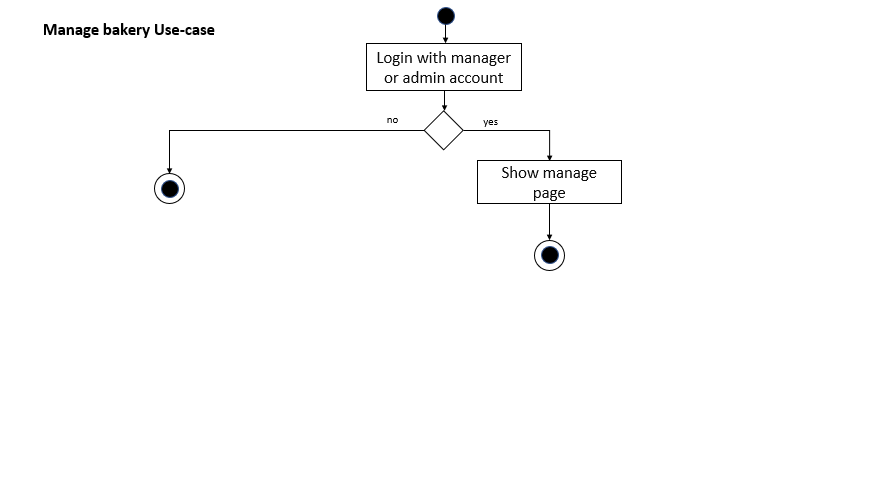 Manage bakery Use-case
Login with manager
or admin account
no
yes
Show manage
page